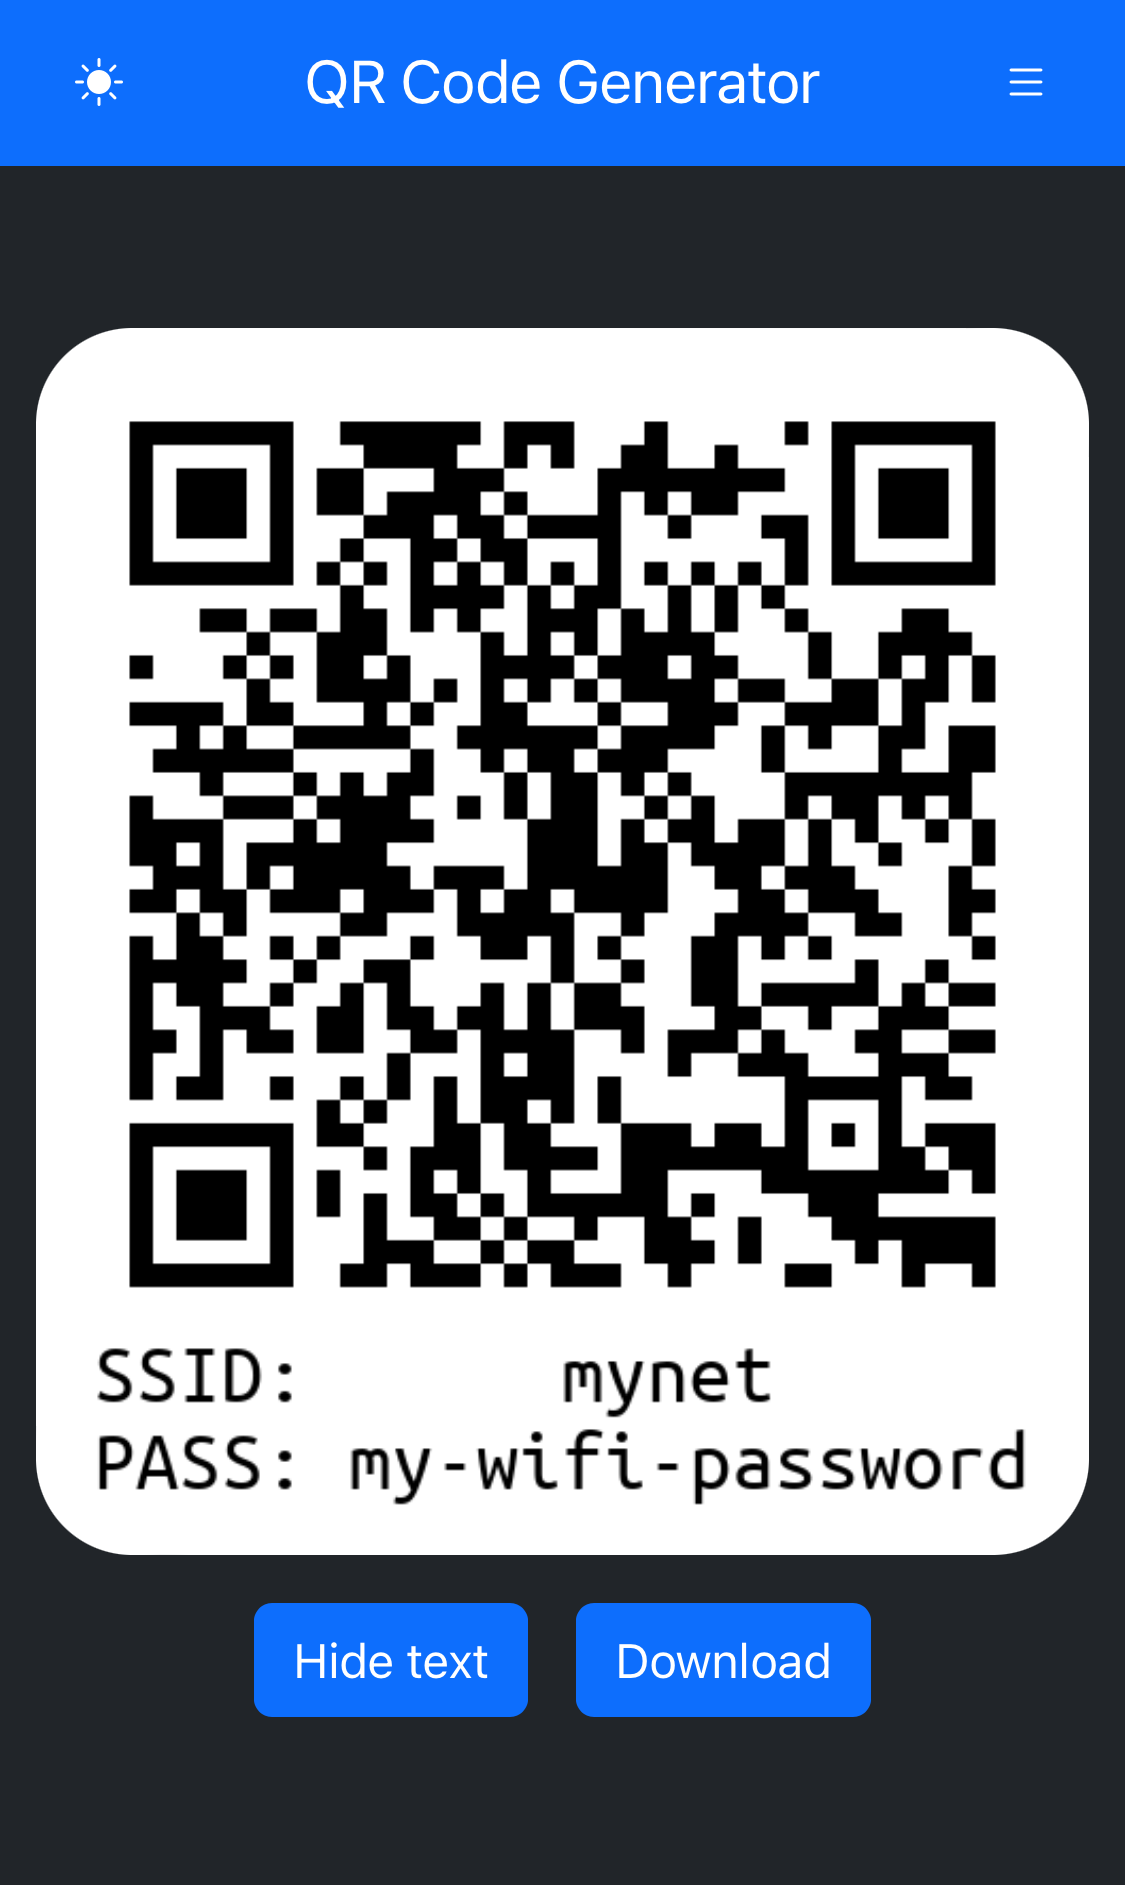 QR Code Generator
SSID: mynet
PASS: my-wifi-password
Hide text
Download